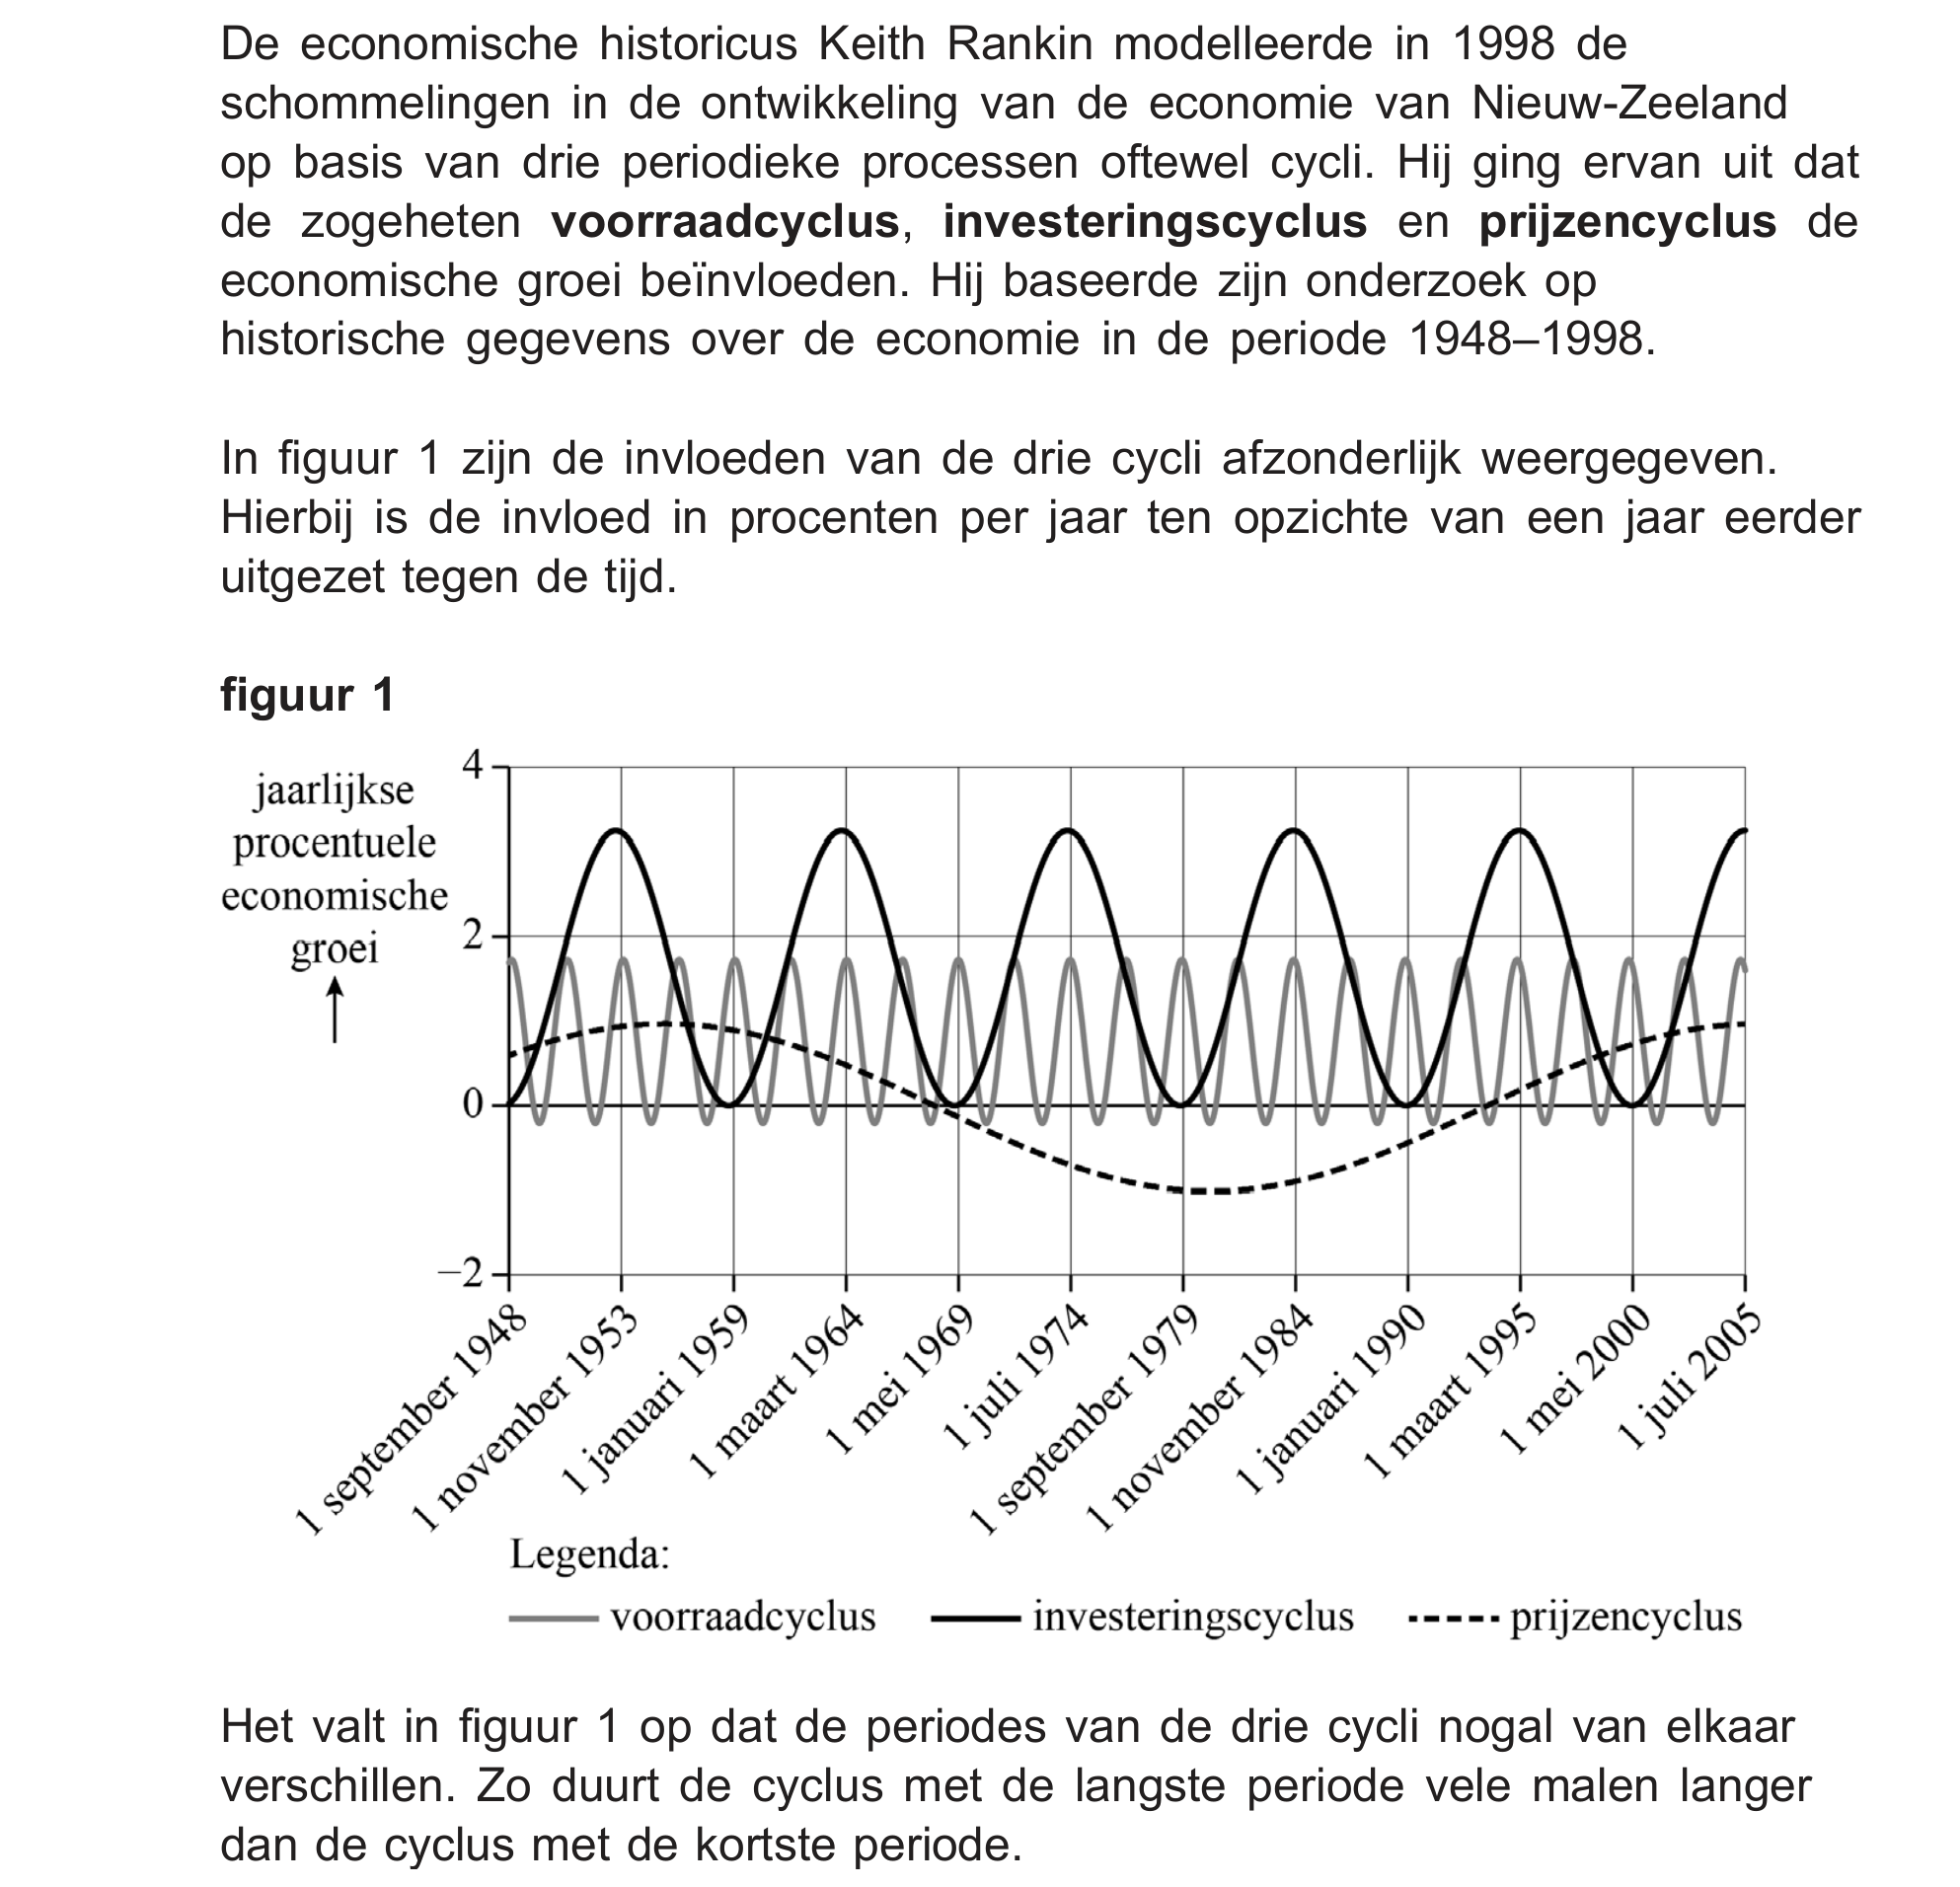 De economische historicus Keith Rankin modelleerde in 1998 de
schommelingen in de ontwikkeling van de economie van Nieuw-Zeeland
op basis van drie periodieke processen oftewel cycli. Hij ging ervan uit dat
de zogeheten voorraadcyclus, investeringscyclus en prijzencyclus de
economische groei beïnvloeden. Hij baseerde zijn onderzoek op
historische gegevens over de economie in de periode 1948–1998.
In figuur 1 zijn de invloeden van de drie cycli afzonderlijk weergegeven.
Hierbij is de invloed in procenten per jaar ten opzichte van een jaar eerder
uitgezet tegen de tijd.
figuur 1
jaarlijkse
procentuele
economische
groei
4
2
0
−2
1 september 1948
1 november 1953
1 januari 1959
1 maart 1964
1 mei 1969
1 juli 1974
1 september 1979
1 november 1984
1 januari 1990
1 maart 1995
1 mei 2000
1 juli 2005
Legenda:
voorraadcyclus investeringscyclus prijzencyclus
Het valt in figuur 1 op dat de periodes van de drie cycli nogal van elkaar
verschillen. Zo duurt de cyclus met de langste periode vele malen langer
dan de cyclus met de kortste periode.